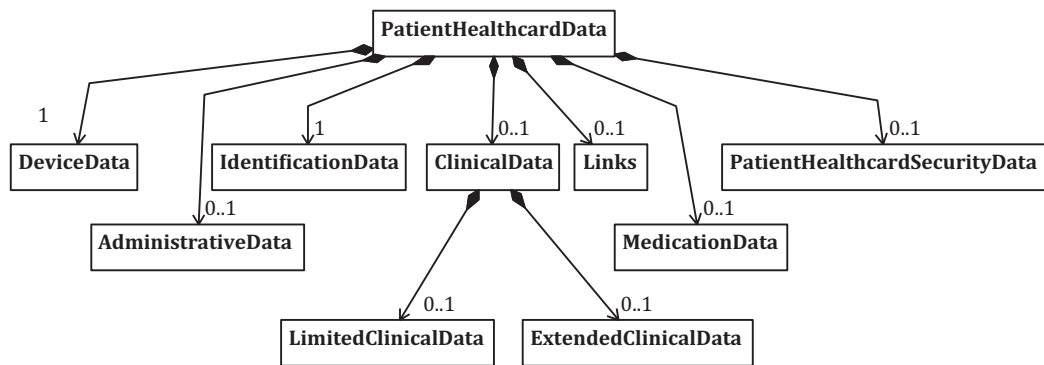 PatientHealthcardData
1
1
0..1
0..1
0..1
DeviceData
IdentificationData
ClinicalData
Links
PatientHealthcardSecurityData
0..1
0..1
AdministrativeData
MedicationData
0..1
0..1
LimitedClinicalData
ExtendedClinicalData